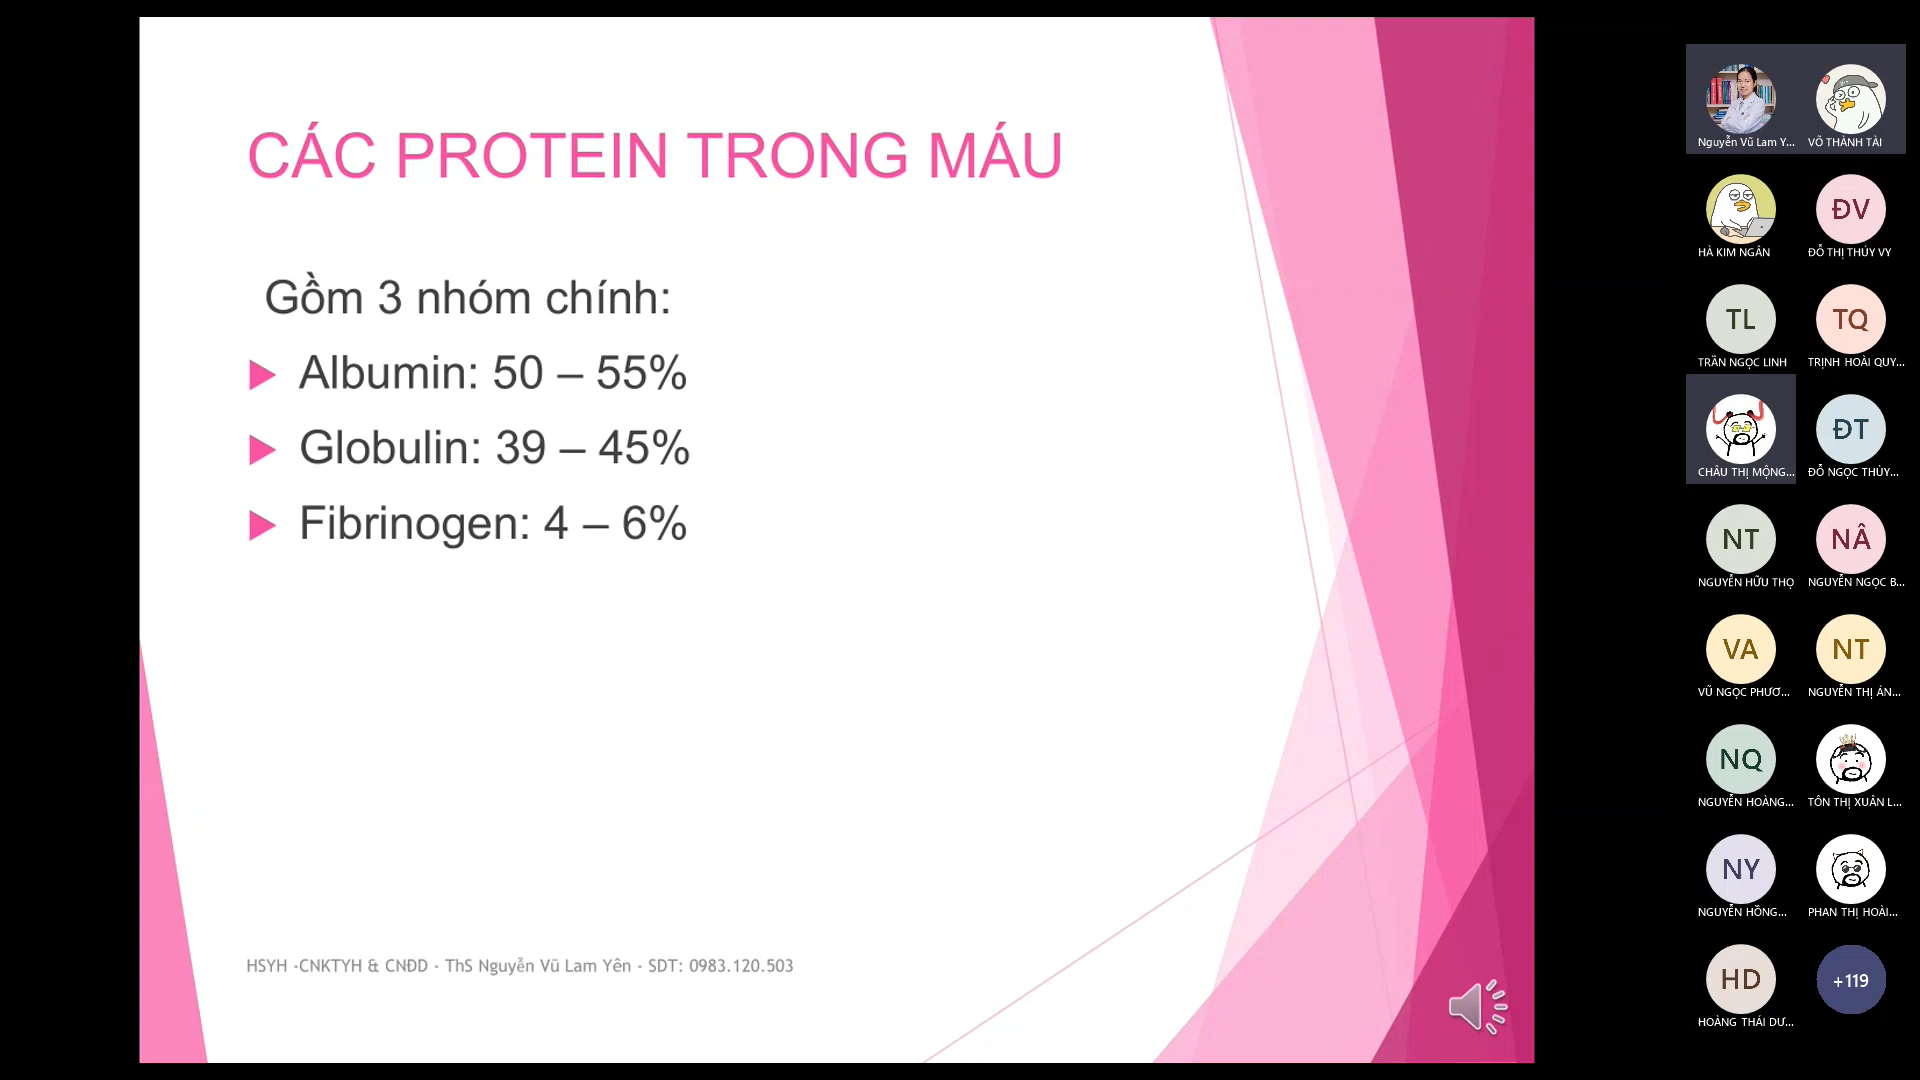 CÁC PROTEIN TRONG MÁU
Gồm 3 nhóm chính:
Albumin: 50 – 55%
Globulin: 39 – 45%
Fibrinogen: 4 – 6%
HSYH -CNKTYH & CNĐD - ThS Nguyễn Vũ Lam Yên - SDT: 0983.120.503
Nguyễn Vũ Lam Y...
VÕ THÀNH TÀI
HÀ KIM NGÂN
ĐV
ĐỖ THỊ THÚY VY
TL
TRẦN NGỌC LINH
TQ
TRỊNH HOÀI QUY...
CHÂU THỊ MỘNG...
ĐT
ĐỖ NGỌC THÙY...
NT
NGUYỄN HỮU THỌ
NÂ
NGUYỄN NGỌC B...
VA
VŨ NGỌC PHƯƠ...
NT
NGUYỄN THỊ ÁN...
NQ
NGUYỄN HOÀNG...
TÔN THỊ XUÂN L...
NY
NGUYỄN HỒNG...
PHAN THỊ HOÀI...
HD
HOÀNG THÁI DƯ...
+119